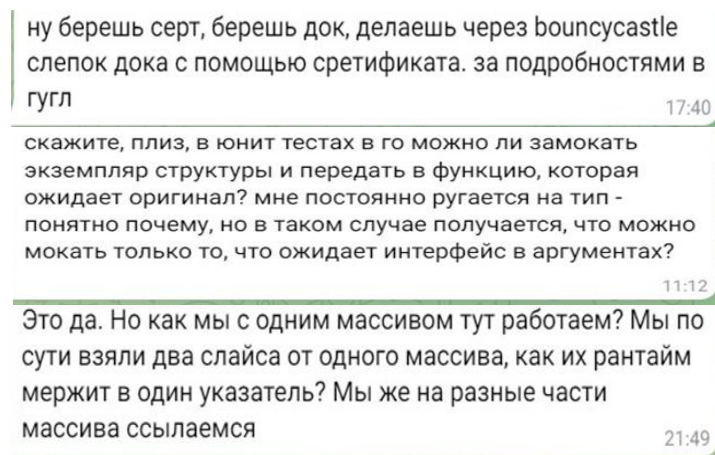 ну берешь серт, берешь док, делаешь через bouncycastle
слепок дока с помощью сретификата. за подробностями в
гугл
17:40
скажите, плиз, в юнит тестах в го можно ли замокать
экземпляр структуры и передать в функцию, которая
ожидает оригинал? мне постоянно ругается на тип -
понятно почему, но в таком случае получается, что можно
мокать только то, что ожидает интерфейс в аргументах?
11:12
Это да. Но как мы с одним массивом тут работаем? Мы по
сути взяли два слайса от одного массива, как их рантайм
мержит в один указатель? Мы же на разные части
массива ссылаемся
21:49